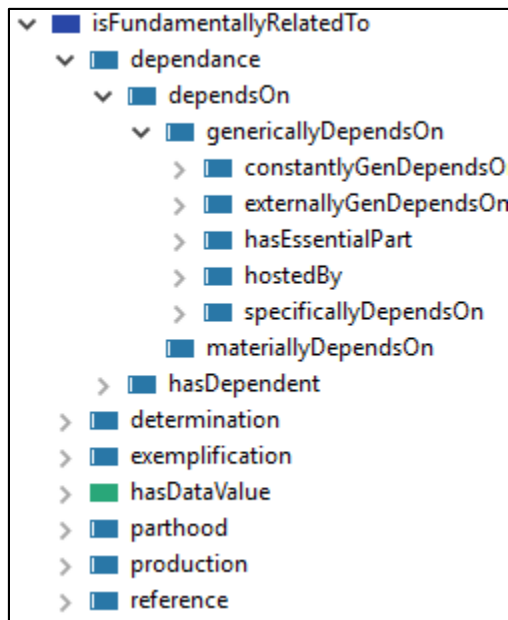 isFundamentallyRelatedTo
dependance
dependsOn
genericallyDependsOn
constantlyGenDependsO
externallyGenDependsOn
hasEssentialPart
hostedBy
specificallyDependsOn
materiallyDependsOn
hasDependent
determination
exemplification
hasDataValue
parthood
production
reference